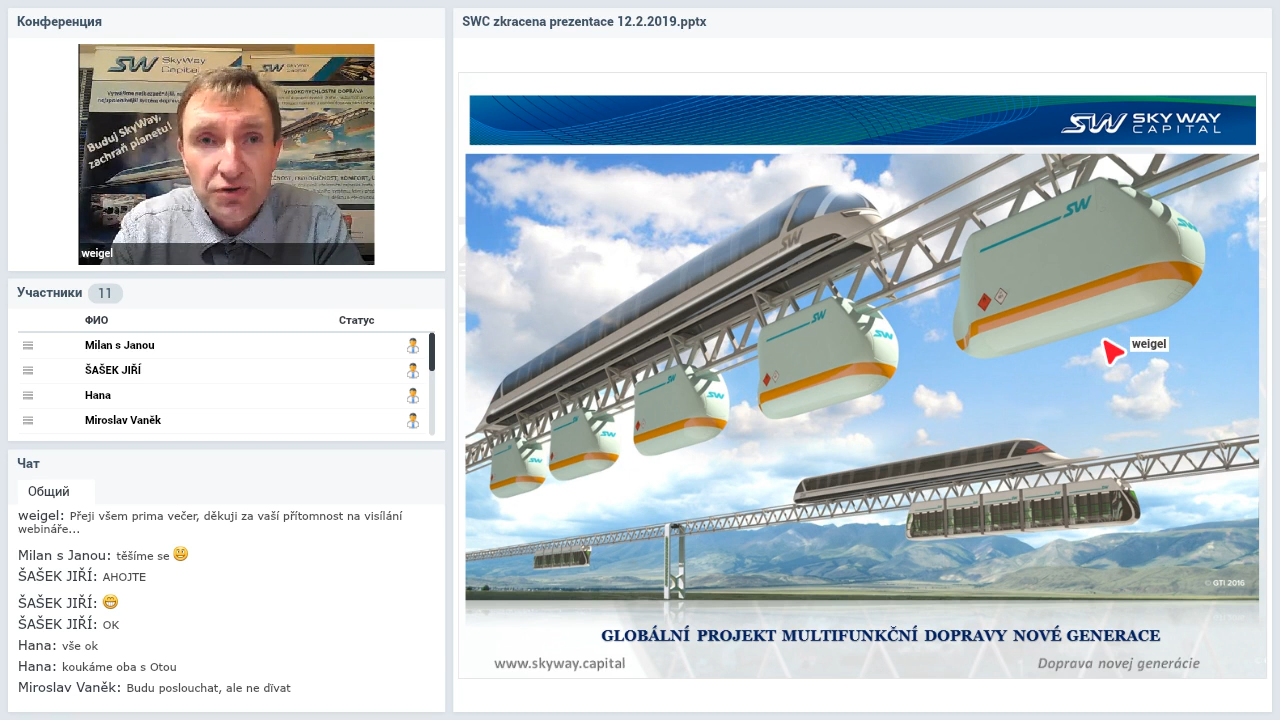 Конференция
SkyWay
Capital
Buduj SkyWay,
zachraň planetu!
weigel
Участники 11
ФИО Статус
Milan s Janou
ŠAŠEK JIŘÍ
Hana
Miroslav Vaněk
Чат
Общий
weigel: Přeji všem prima večer, děkuji za vaší přítomnost na visílání
webináře...
Milan s Janou: těšíme se
ŠAŠEK JIŘÍ: AHOJTE
ŠAŠEK JIŘÍ:
ŠAŠEK JIŘÍ: OK
Hana: vše ok
Hana: koukáme oba s Otou
Miroslav Vaněk: Budu poslouchat, ale ne dívat
SWC zkracena prezentace 12.2.2019.pptx
SW SKY WAY
CAPITAL
SW
SW
SW
SW
SW
SW
SW
SW
weigel
© GTI 2016
GLOBÁLNÍ PROJEKT MULTIFUNKČNÍ DOPRAVY NOVÉ GENERACE
www.skyway.capital
Doprava novej generácie